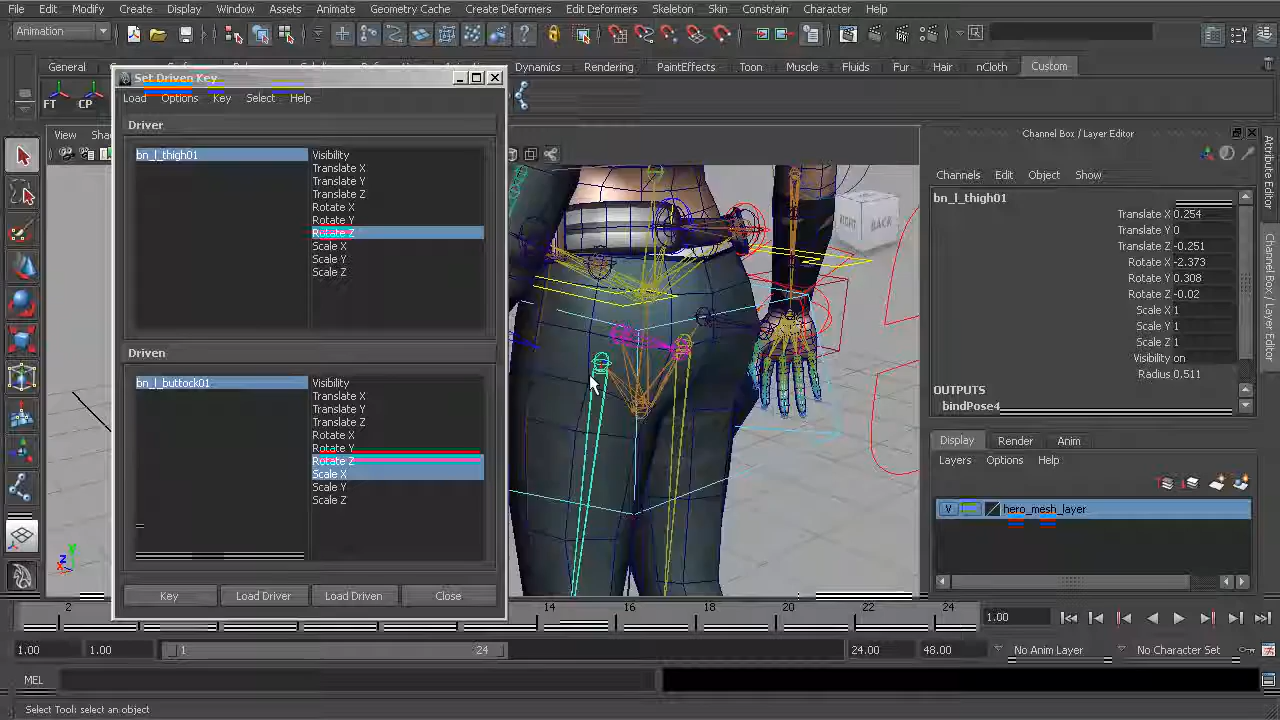 File Edit Modify Create Display Window Assets Animate Geometry Cache Create Deformers Edit Deformers Skeleton Skin Constrain Character Help
Animation
General Dynamics Rendering PaintEffects Toon Muscle Fluids Fur Hair nCloth Custom
FT CP
Set Driven Key
Load Options Key Select Help
Driver
bn_l_thigh01
Visibility
Translate X
Translate Y
Translate Z
Rotate X
Rotate Y
Rotate Z
Scale X
Scale Y
Scale Z
Driven
bn_l_buttock01
Visibility
Translate X
Translate Y
Translate Z
Rotate X
Rotate Y
Rotate Z
Scale X
Scale Y
Scale Z
Key Load Driver Load Driven Close
View
RIGHT BACK
Channel Box / Layer Editor
Channels Edit Object Show
bn_l_thigh01
Translate X 0.254
Translate Y 0
Translate Z -0.251
Rotate X -2.373
Rotate Y 0.308
Rotate Z -0.02
Scale X 1
Scale Y 1
Scale Z 1
Visibility on
Radius 0.511
OUTPUTS
bindPose4
Display Render Anim
Layers Options Help
V hero_mesh_layer
Attribute Editor
Channel Box / Layer Editor
y
z
x
2 14 16 18 20 22 24 1.00
1.00 1.00 1 24 24.00 48.00 No Anim Layer No Character Set
MEL
Select Tool: select an object